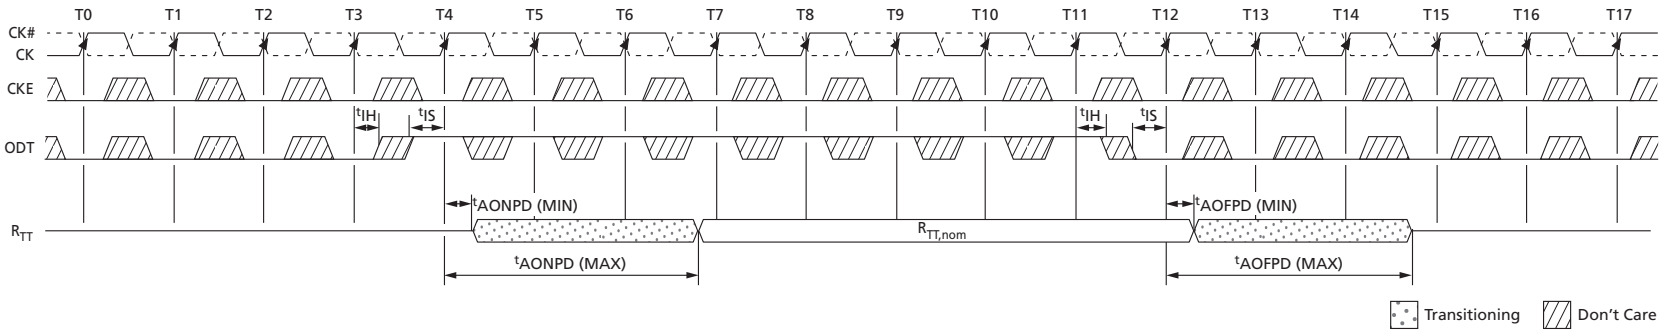 T0 T1 T2 T3 T4 T5 T6 T7 T8 T9 T10 T11 T12 T13 T14 T15 T16 T17
CK#
CK
CKE
tIH tIS tIH tIS
ODT
tAONPD (MIN) tAOFPD (MIN)
RTT RTT,nom
tAONPD (MAX) tAOFPD (MAX)
Transitioning Don't Care